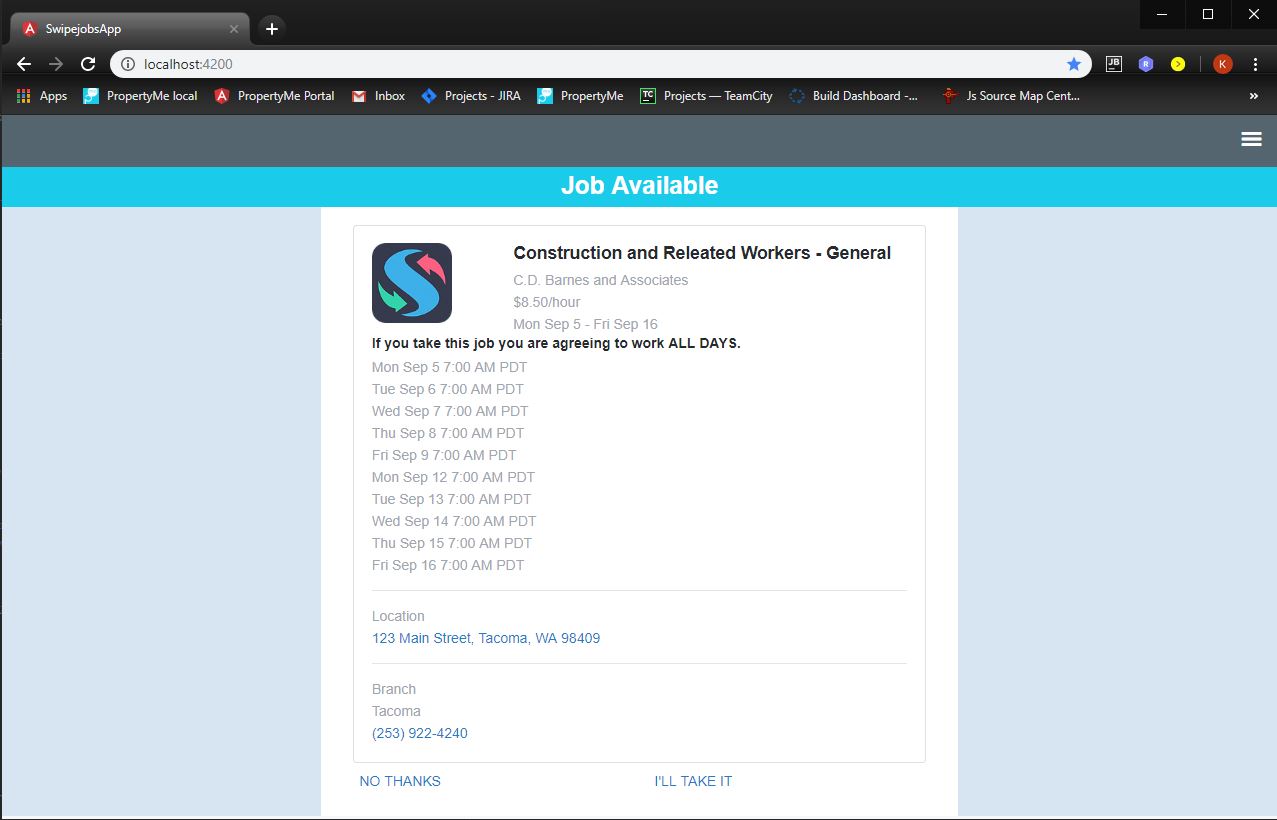 SwipejobsApp
localhost:4200
JB
R
K
Apps
PropertyMe local
PropertyMe Portal
Inbox
Projects - JIRA
PropertyMe
TC
Projects — TeamCity
Build Dashboard -...
Js Source Map Cent...
Job Available
Construction and Releated Workers - General
C.D. Barnes and Associates
$8.50/hour
Mon Sep 5 - Fri Sep 16
If you take this job you are agreeing to work ALL DAYS.
Mon Sep 5 7:00 AM PDT
Tue Sep 6 7:00 AM PDT
Wed Sep 7 7:00 AM PDT
Thu Sep 8 7:00 AM PDT
Fri Sep 9 7:00 AM PDT
Mon Sep 12 7:00 AM PDT
Tue Sep 13 7:00 AM PDT
Wed Sep 14 7:00 AM PDT
Thu Sep 15 7:00 AM PDT
Fri Sep 16 7:00 AM PDT
Location
123 Main Street, Tacoma, WA 98409
Branch
Tacoma
(253) 922-4240
NO THANKS
I'LL TAKE IT